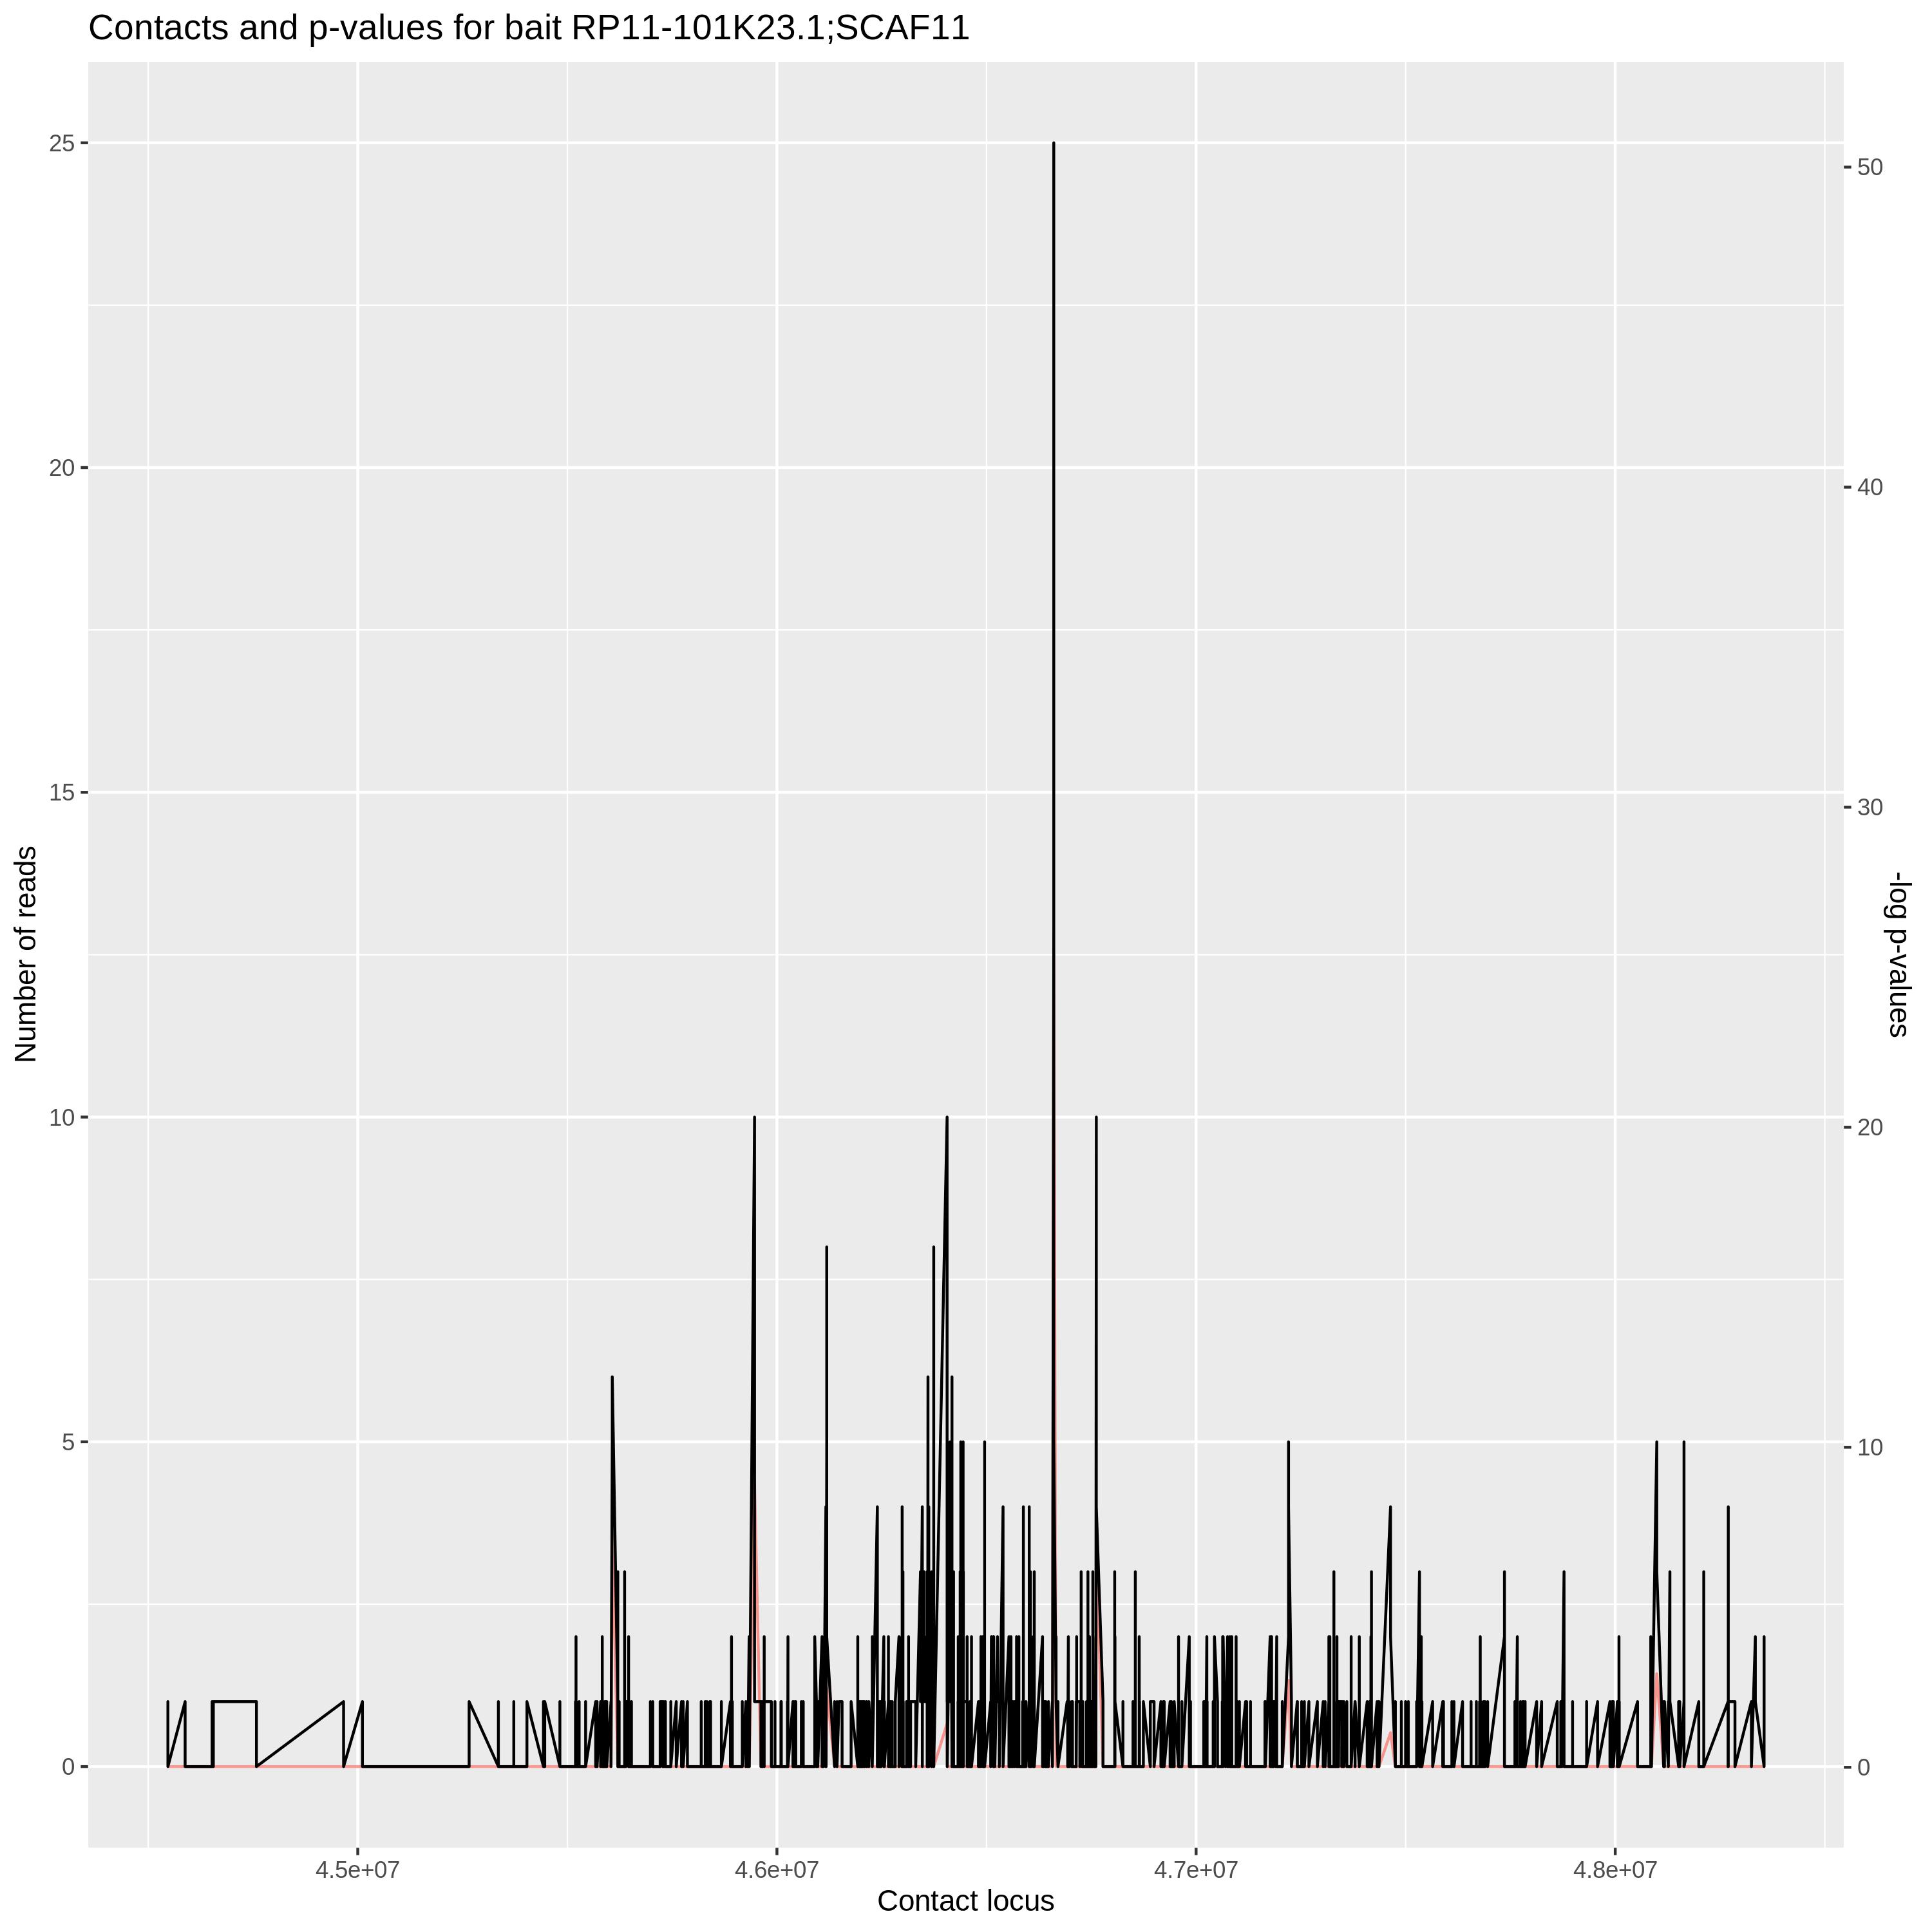 Contacts and p-values for bait RP11-101K23.1;SCAF11
25
20
15
10
5
0
50
40
30
20
10
0
Number of reads
-log p-values
4.5e+07
4.6e+07
4.7e+07
4.8e+07
Contact locus